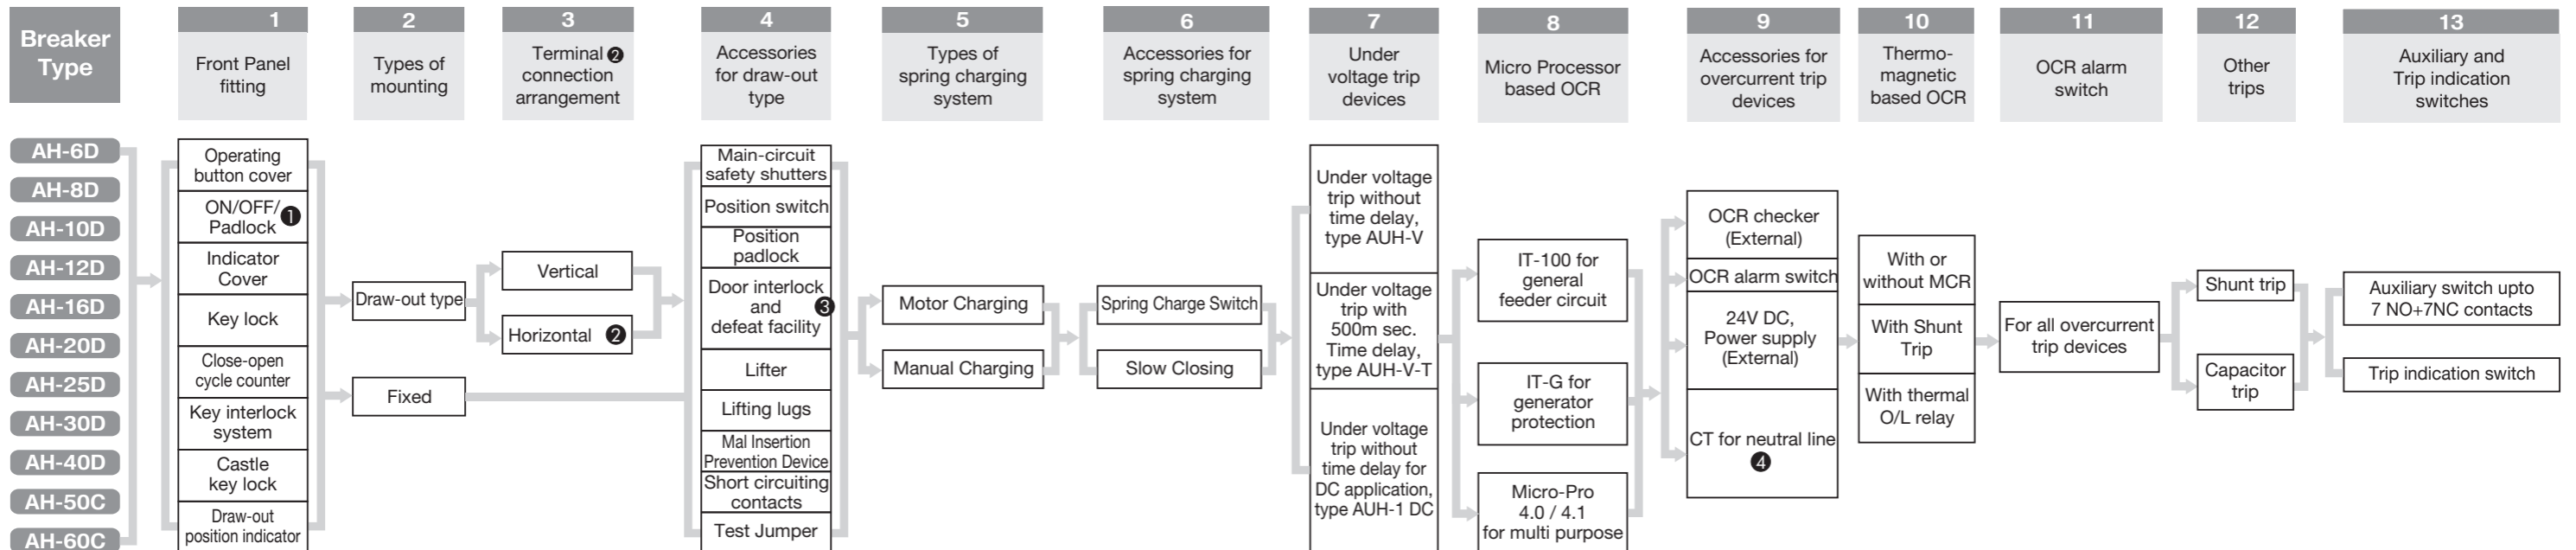 Breaker
Type
1
Front Panel
fitting
2
Types of
mounting
3
Terminal ❷
connection
arrangement
4
Accessories
for draw-out
type
5
Types of
spring charging
system
6
Accessories for
spring charging
system
7
Under
voltage trip
devices
8
Micro Processor
based OCR
9
Accessories for
overcurrent trip
devices
10
Thermo-
magnetic
based OCR
11
OCR alarm
switch
12
Other
trips
13
Auxiliary and
Trip indication
switches
AH-6D
AH-8D
AH-10D
AH-12D
AH-16D
AH-20D
AH-25D
AH-30D
AH-40D
AH-50C
AH-60C
Operating
button cover
ON/OFF/
Padlock ❶
Indicator
Cover
Key lock
Close-open
cycle counter
Key interlock
system
Castle
key lock
Draw-out
position indicator
Draw-out type
Fixed
Vertical
Horizontal ❷
Main-circuit
safety shutters
Position switch
Position
padlock
Door interlock
and ❸
defeat facility
Lifter
Lifting lugs
Mal Insertion
Prevention Device
Short circuiting
contacts
Test Jumper
Motor Charging
Manual Charging
Spring Charge Switch
Slow Closing
Under voltage
trip without
time delay,
type AUH-V
Under voltage
trip with
500m sec.
Time delay,
type AUH-V-T
Under voltage
trip without
time delay for
DC application,
type AUH-1 DC
IT-100 for
general
feeder circuit
IT-G for
generator
protection
Micro-Pro
4.0 / 4.1
for multi purpose
OCR checker
(External)
OCR alarm switch
24V DC,
Power supply
(External)
CT for neutral line
❹
With or
without MCR
With Shunt
Trip
With thermal
O/L relay
For all overcurrent
trip devices
Shunt trip
Capacitor
trip
Auxiliary switch upto
7 NO+7NC contacts
Trip indication switch